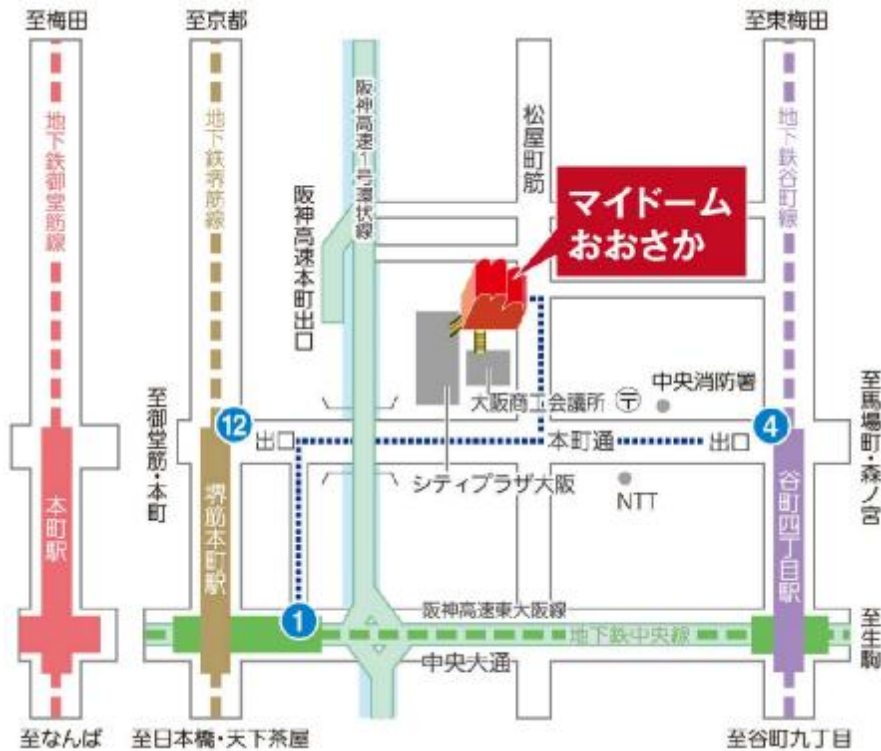 至梅田
至京都
至東梅田
地下鉄御堂筋線
地下鉄堺筋線
阪神高速1号環状線
松屋町筋
地下鉄谷町線
マイドーム
おおさか
阪神高速本町出口
大阪商工会議所
〒
中央消防署
至御堂筋・本町
12
出口
本町通
出口
4
至馬場町・森ノ宮
シティプラザ大阪
NTT
本町駅
堺筋本町駅
谷町四丁目駅
1
阪神高速東大阪線
地下鉄中央線
中央大通
至生駒
至なんば
至日本橋・天下茶屋
至谷町九丁目